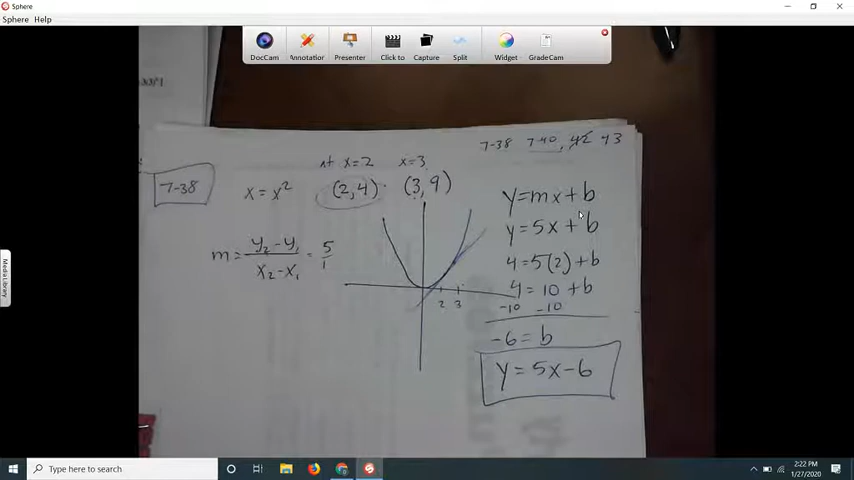 Sphere
Sphere Help
DocCam Annotation Presenter Click to Capture Split Widget GradeCam
Media Library
7-38 7-40, 42 43
at x=2 x=3
7-38 x = x² (2,4) (3,9)
y=mx+b
y=5x+b
m = y₂-y₁ / x₂-x₁ = 5/1
4=5(2)+b
4=10+b
-10 -10
2 3
-6=b
y=5x-6
Type here to search
2:22 PM
1/27/2020